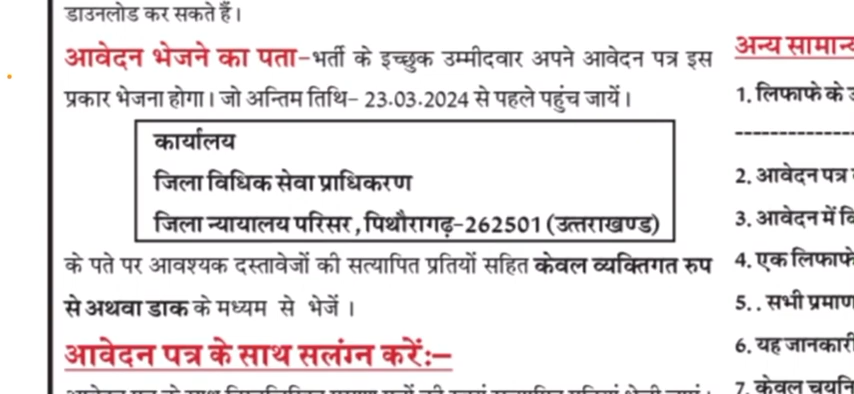 डाउनलोड कर सकते हैं।
आवेदन भेजने का पता-भर्ती के इच्छुक उम्मीदवार अपने आवेदन पत्र इस
प्रकार भेजना होगा। जो अन्तिम तिथि- 23.03.2024 से पहले पहुंच जायें।
कार्यालय
जिला विधिक सेवा प्राधिकरण
जिला न्यायालय परिसर, पिथौरागढ़-262501 (उत्तराखण्ड)
के पते पर आवश्यक दस्तावेजों की सत्यापित प्रतियों सहित केवल व्यक्तिगत रुप
से अथवा डाक के माध्यम से भेजें ।
आवेदन पत्र के साथ सलंग्न करें:–
अन्य सामान्य
1. लिफाफे के
2. आवेदन पत्र
3. आवेदन में
4. एक लिफाफे
5. . सभी प्रमाण
6. यह जानकारी
7. केवल